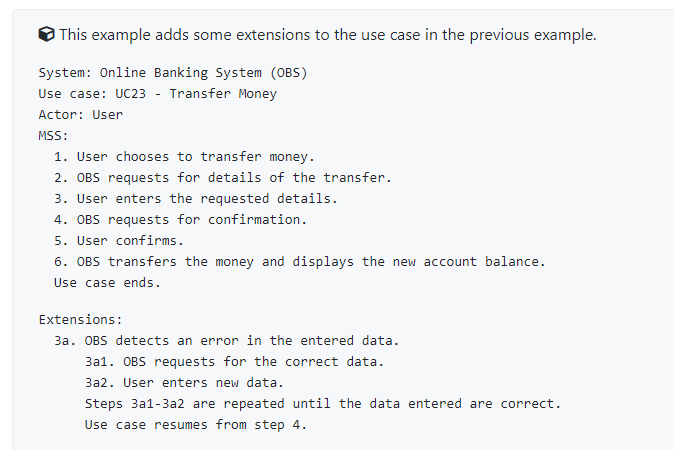 This example adds some extensions to the use case in the previous example.
System: Online Banking System (OBS)
Use case: UC23 - Transfer Money
Actor: User
MSS:
1. User chooses to transfer money.
2. OBS requests for details of the transfer.
3. User enters the requested details.
4. OBS requests for confirmation.
5. User confirms.
6. OBS transfers the money and displays the new account balance.
Use case ends.
Extensions:
3a. OBS detects an error in the entered data.
3a1. OBS requests for the correct data.
3a2. User enters new data.
Steps 3a1-3a2 are repeated until the data entered are correct.
Use case resumes from step 4.